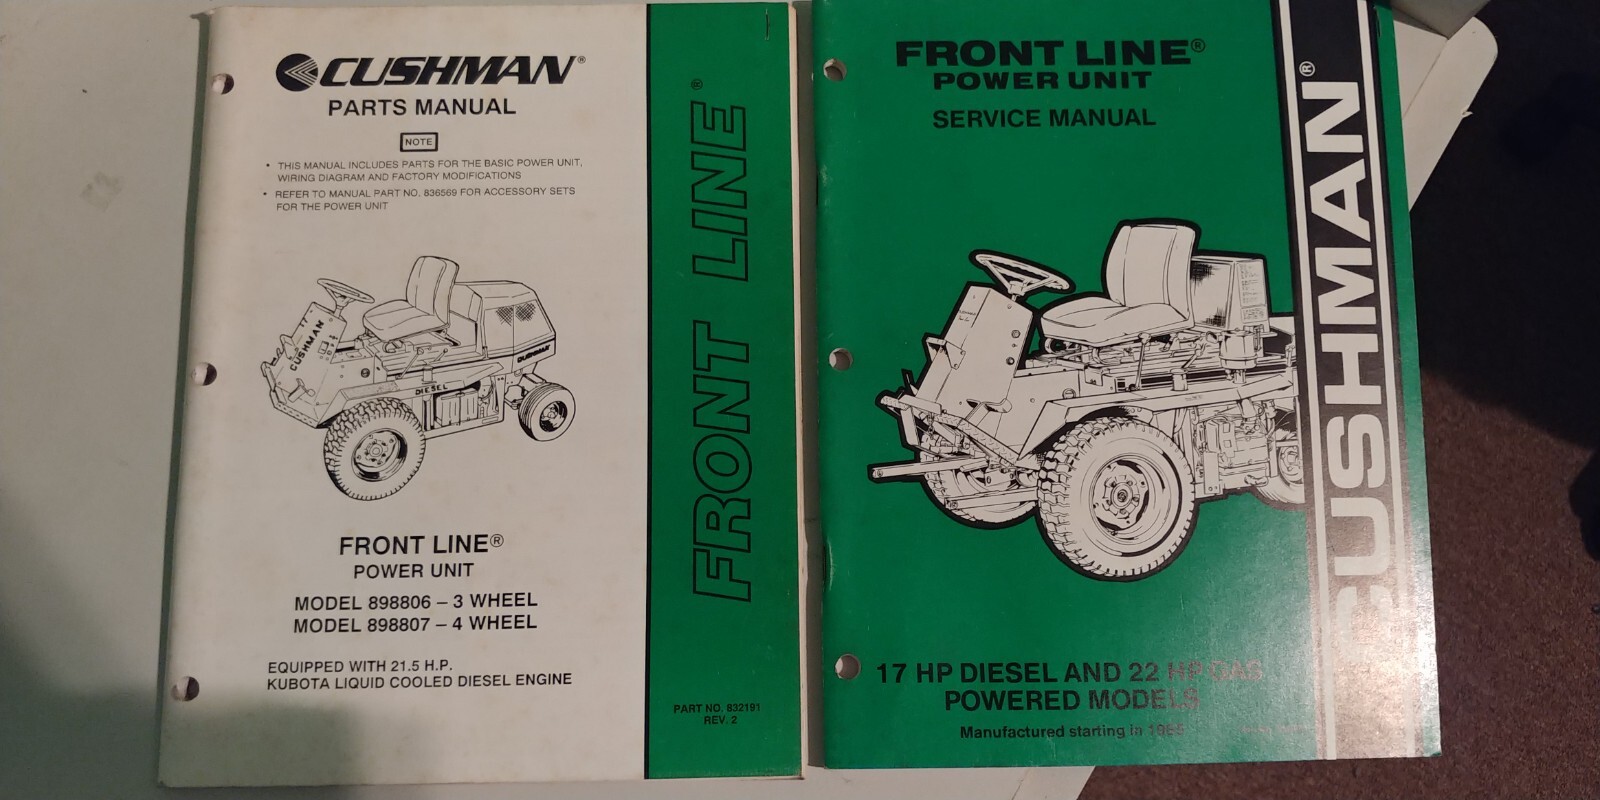 CUSHMAN®
PARTS MANUAL
NOTE
• THIS MANUAL INCLUDES PARTS FOR THE BASIC POWER UNIT,
WIRING DIAGRAM AND FACTORY MODIFICATIONS
• REFER TO MANUAL PART NO. 836569 FOR ACCESSORY SETS
FOR THE POWER UNIT
CUSHMAN
CUSHMAN
DIESEL
FRONT LINE®
POWER UNIT
MODEL 898806 – 3 WHEEL
MODEL 898807 – 4 WHEEL
EQUIPPED WITH 21.5 H.P.
KUBOTA LIQUID COOLED DIESEL ENGINE
FRONT LINE®
PART NO. 832191
REV. 2
FRONT LINE®
POWER UNIT
SERVICE MANUAL
CUSHMAN®
17 HP DIESEL AND 22 HP GAS
POWERED MODELS
Manufactured starting in